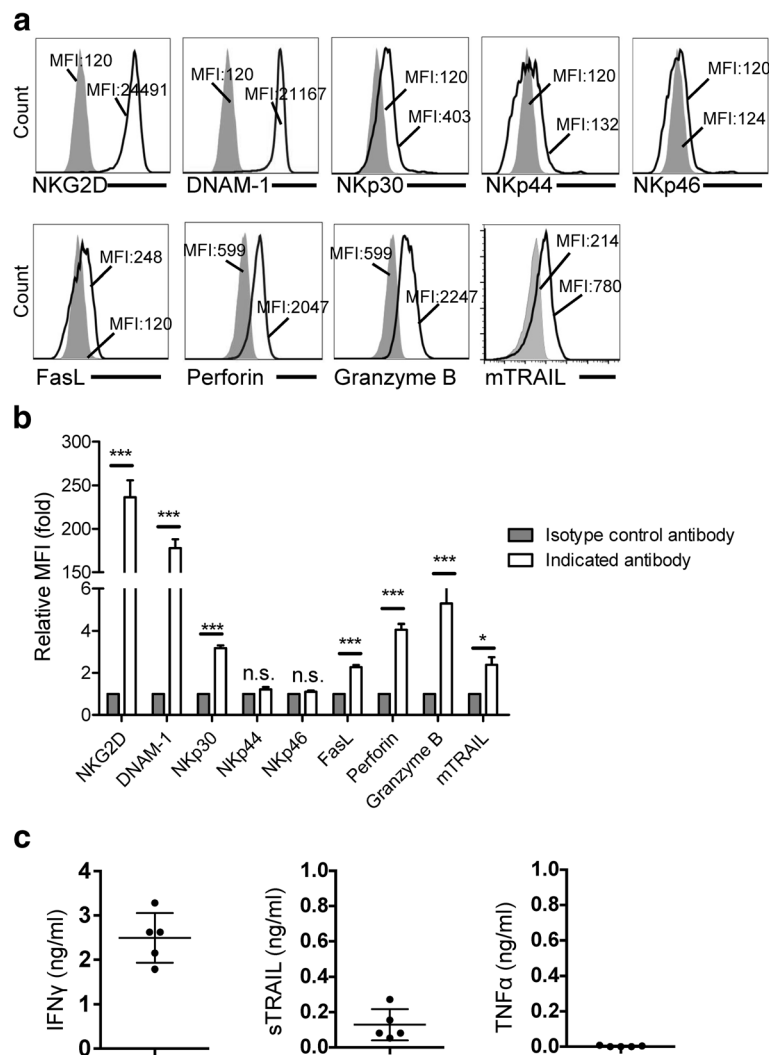 a
Count
MFI:120
MFI:24491
NKG2D
MFI:120
MFI:21167
DNAM-1
MFI:120
MFI:403
NKp30
MFI:120
MFI:132
NKp44
MFI:120
MFI:124
NKp46
Count
MFI:248
MFI:120
FasL
MFI:599
MFI:2047
Perforin
MFI:599
MFI:2247
Granzyme B
MFI:214
MFI:780
mTRAIL
b
Relative MFI (fold)
300
250
200
150
6
4
2
0
***
***
***
n.s.
n.s.
***
***
***
*
Isotype control antibody
Indicated antibody
NKG2D
DNAM-1
NKp30
NKp44
NKp46
FasL
Perforin
Granzyme B
mTRAIL
c
IFNγ (ng/ml)
4
3
2
1
0
sTRAIL (ng/ml)
1.0
0.8
0.6
0.4
0.2
0.0
TNFα (ng/ml)
1.0
0.8
0.6
0.4
0.2
0.0